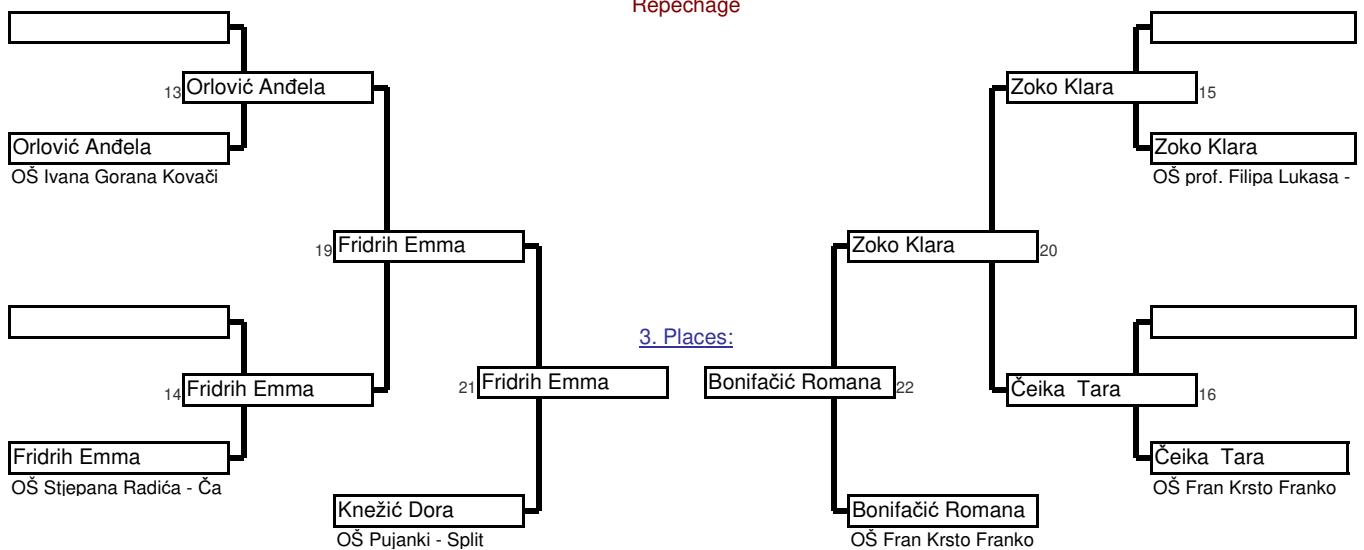 Repechage
13 Orlović Anđela
Zoko Klara 15
Orlović Anđela
OŠ Ivana Gorana Kovači
Zoko Klara
OŠ prof. Filipa Lukasa -
19 Fridrih Emma
Zoko Klara 20
3. Places:
14 Fridrih Emma
21 Fridrih Emma
Bonifačić Romana 22
Čeika Tara 16
Fridrih Emma
OŠ Stjepana Radića - Ča
Čeika Tara
OŠ Fran Krsto Franko
Knežić Dora
OŠ Pujanki - Split
Bonifačić Romana
OŠ Fran Krsto Franko